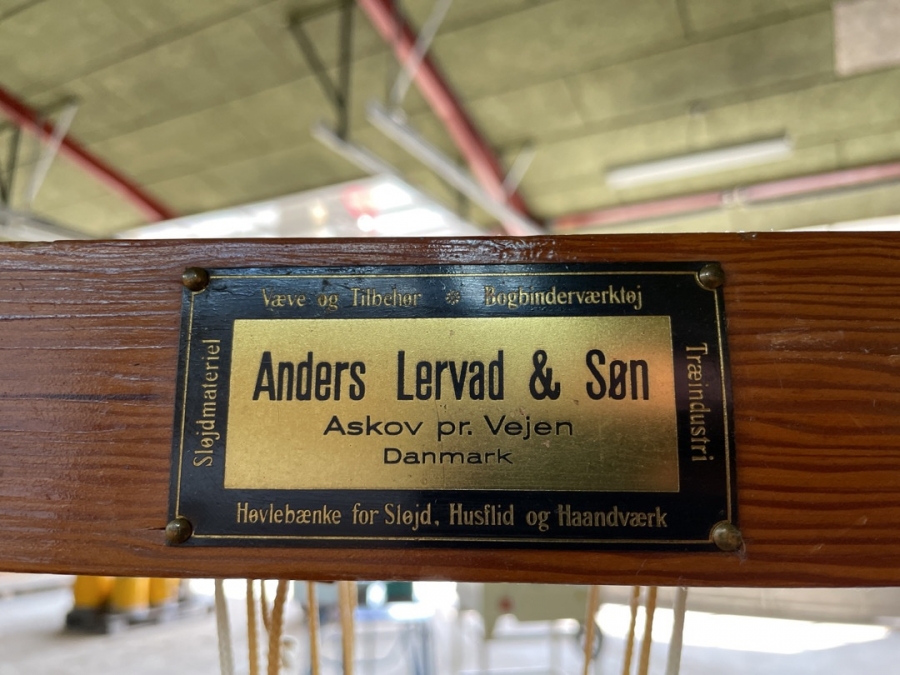 Væve og Tilbehør * Bogbinderværktøj
Sløjdmateriel
Anders Lervad & Søn
Askov pr. Vejen
Danmark
Træindustri
Høvlebænke for Sløjd, Husflid og Haandværk